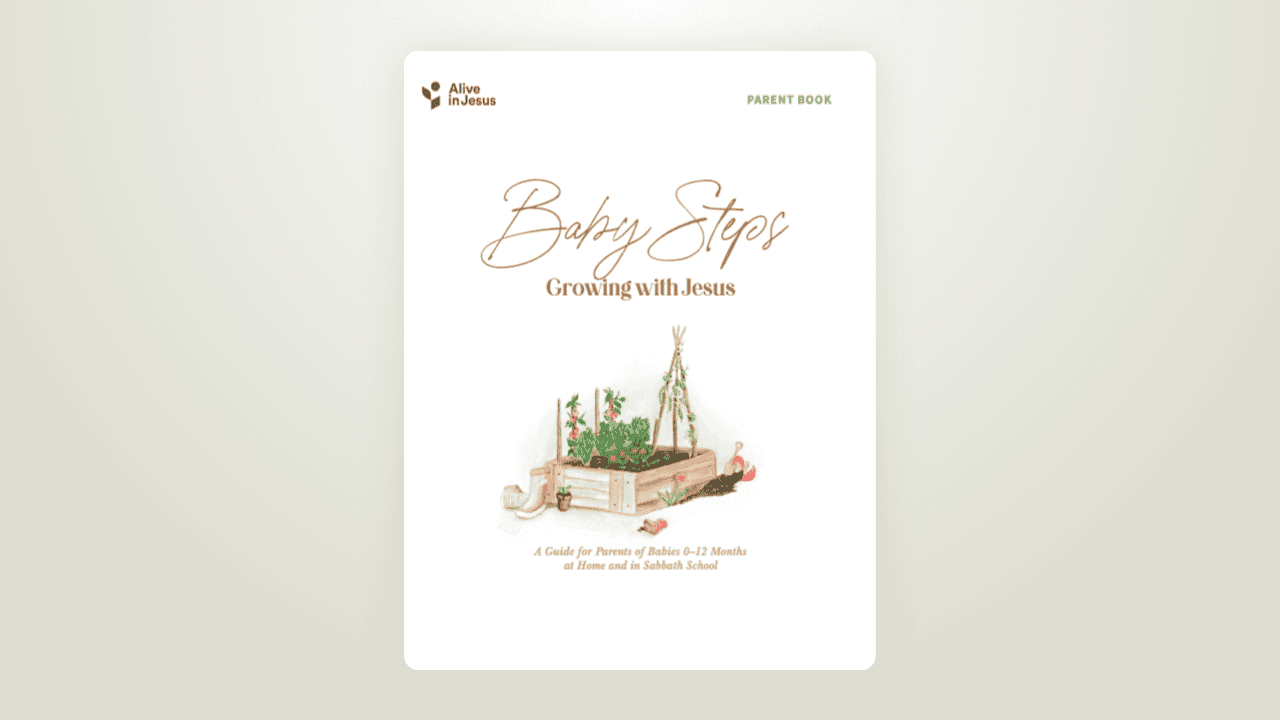 Alive
in Jesus
PARENT BOOK
Baby Steps
Growing with Jesus
A Guide for Parents of Babies 0–12 Months
at Home and in Sabbath School